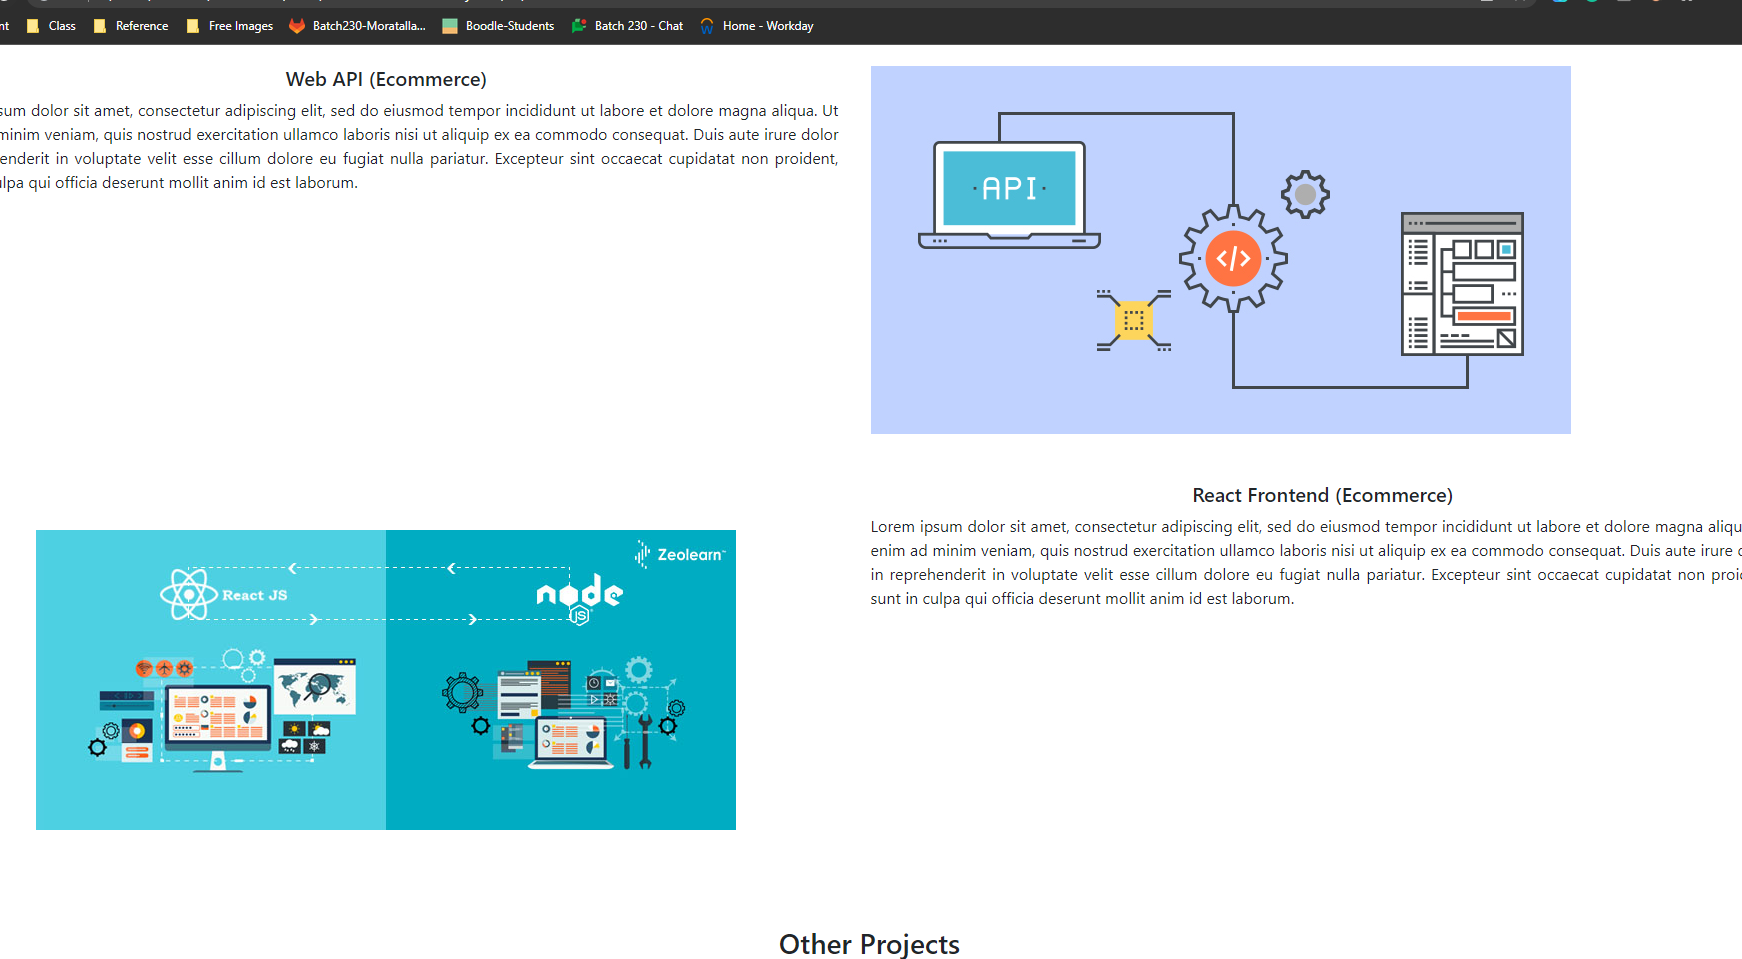 nt Class Reference Free Images Batch230-Moratalla... Boodle-Students Batch 230 - Chat Home - Workday
Web API (Ecommerce)
sum dolor sit amet, consectetur adipiscing elit, sed do eiusmod tempor incididunt ut labore et dolore magna aliqua. Ut
minim veniam, quis nostrud exercitation ullamco laboris nisi ut aliquip ex ea commodo consequat. Duis aute irure dolor
enderit in voluptate velit esse cillum dolore eu fugiat nulla pariatur. Excepteur sint occaecat cupidatat non proident,
ulpa qui officia deserunt mollit anim id est laborum.
·API·
</>
React Frontend (Ecommerce)
Lorem ipsum dolor sit amet, consectetur adipiscing elit, sed do eiusmod tempor incididunt ut labore et dolore magna aliqu
enim ad minim veniam, quis nostrud exercitation ullamco laboris nisi ut aliquip ex ea commodo consequat. Duis aute irure
in reprehenderit in voluptate velit esse cillum dolore eu fugiat nulla pariatur. Excepteur sint occaecat cupidatat non proi
sunt in culpa qui officia deserunt mollit anim id est laborum.
Zeolearn
React JS
node
JS
Other Projects